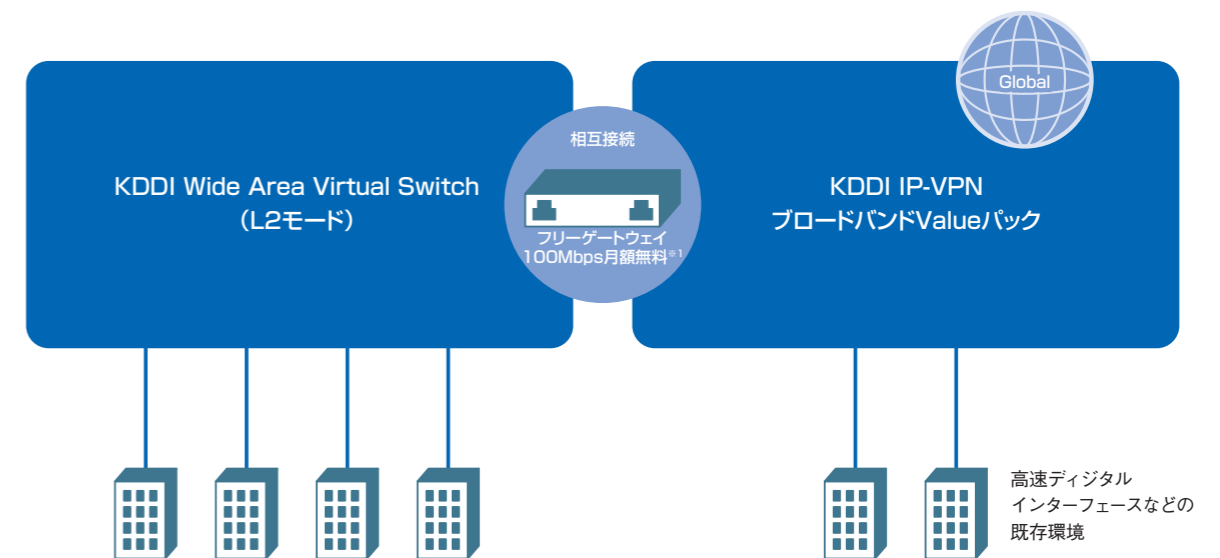 Global
相互接続
KDDI Wide Area Virtual Switch
（L2モード）
フリーゲートウェイ
100Mbps月額無料※1
KDDI IP-VPN
ブロードバンドValueパック
高速ディジタル
インターフェースなどの
既存環境